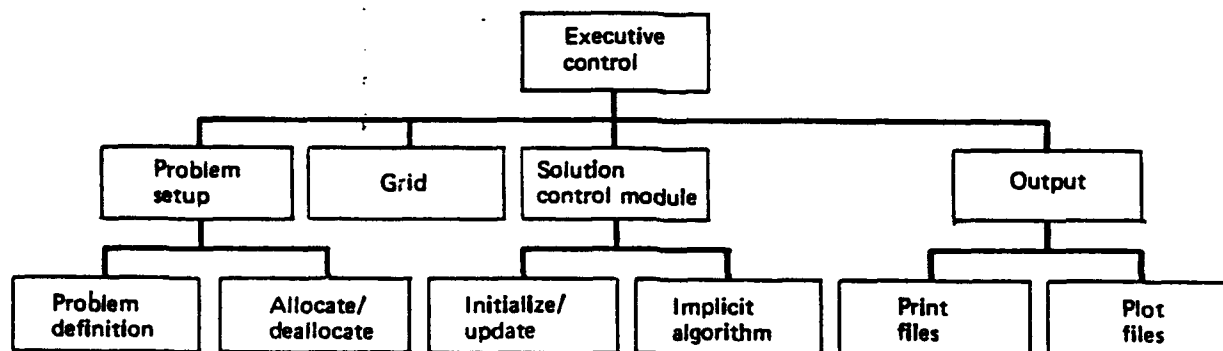 Executive
control
Problem
setup
Grid
Solution
control module
Output
Problem
definition
Allocate/
deallocate
Initialize/
update
Implicit
algorithm
Print
files
Plot
files